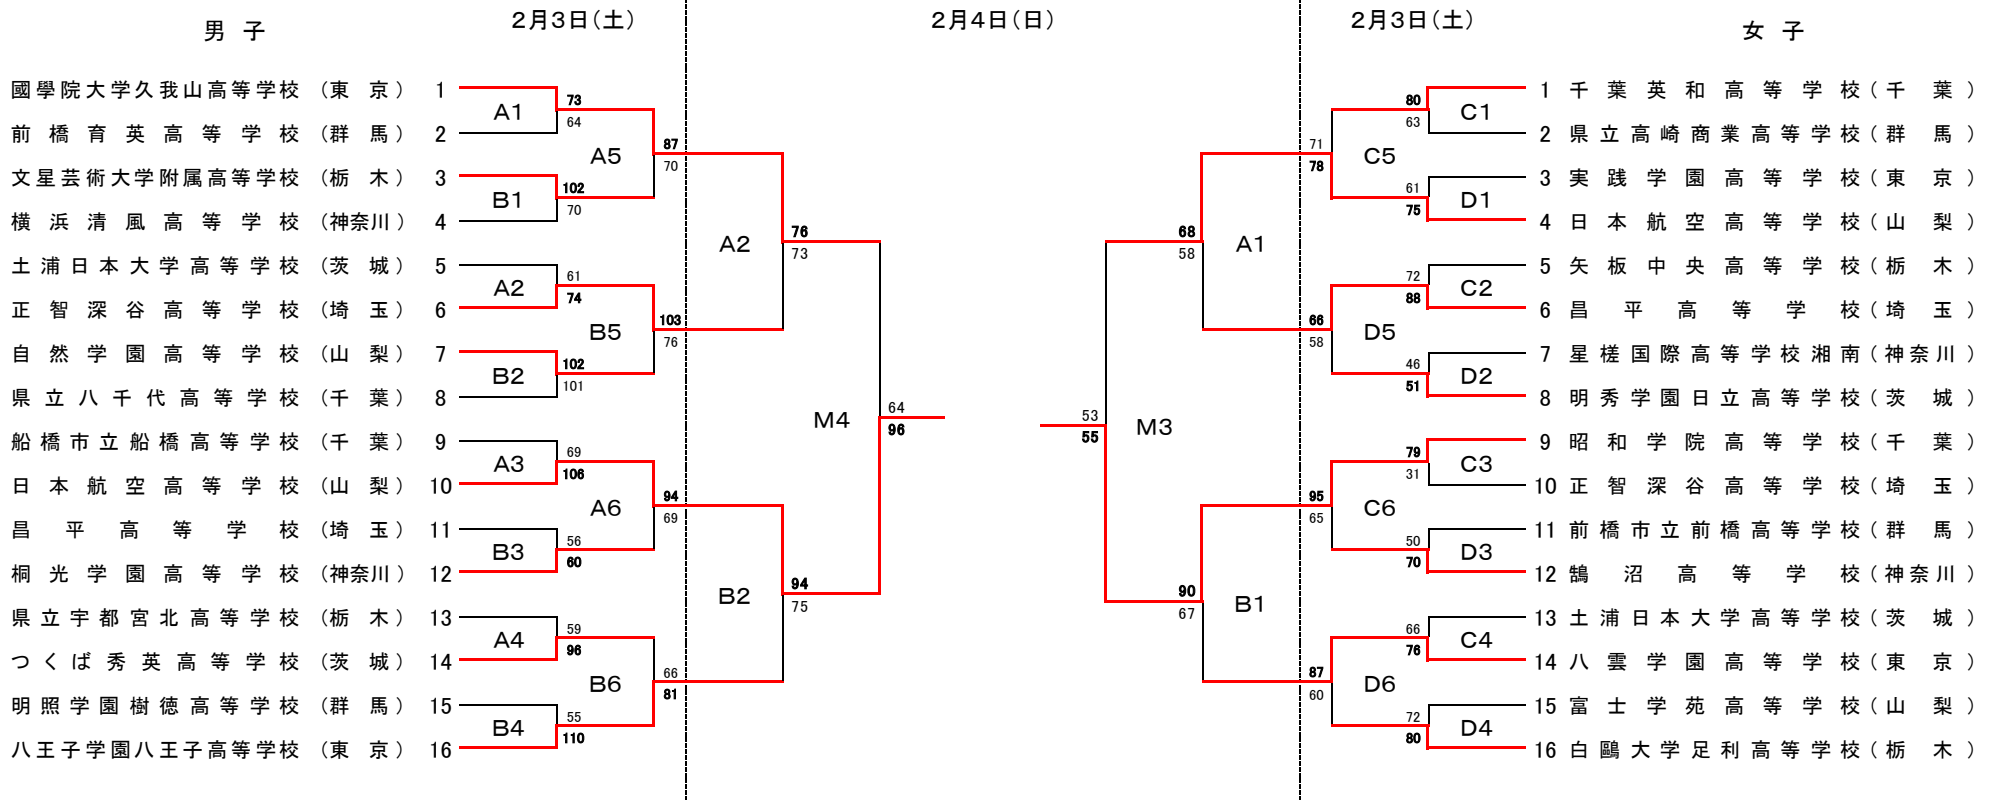 男子 2月3日(土) 2月4日(日) 2月3日(土) 女子
國學院大学久我山高等学校 (東京) 1
前橋育英高等学校 (群馬) 2
文星芸術大学附属高等学校 (栃木) 3
横浜清風高等学校 (神奈川) 4
土浦日本大学高等学校 (茨城) 5
正智深谷高等学校 (埼玉) 6
自然学園高等学校 (山梨) 7
県立八千代高等学校 (千葉) 8
船橋市立船橋高等学校 (千葉) 9
日本航空高等学校 (山梨) 10
昌平高等学校 (埼玉) 11
桐光学園高等学校 (神奈川) 12
県立宇都宮北高等学校 (栃木) 13
つくば秀英高等学校 (茨城) 14
明照学園樹徳高等学校 (群馬) 15
八王子学園八王子高等学校 (東京) 16
A1 73 64
B1 102 70
A2 61 74
B2 102 101
A3 69 106
B3 56 60
A4 59 96
B4 55 110
A5 87 70
B5 103 76
A6 94 69
B6 66 81
A2 76 73
B2 94 75
M4 64 96
53 55 M3
68 58 A1
90 67 B1
71 78 C5
66 58 D5
95 65 C6
87 60 D6
80 63 C1
61 75 D1
72 88 C2
46 51 D2
79 31 C3
50 70 D3
66 76 C4
72 80 D4
1 千葉英和高等学校 (千葉)
2 県立高崎商業高等学校 (群馬)
3 実践学園高等学校 (東京)
4 日本航空高等学校 (山梨)
5 矢板中央高等学校 (栃木)
6 昌平高等学校 (埼玉)
7 星槎国際高等学校湘南 (神奈川)
8 明秀学園日立高等学校 (茨城)
9 昭和学院高等学校 (千葉)
10 正智深谷高等学校 (埼玉)
11 前橋市立前橋高等学校 (群馬)
12 鵠沼高等学校 (神奈川)
13 土浦日本大学高等学校 (茨城)
14 八雲学園高等学校 (東京)
15 富士学苑高等学校 (山梨)
16 白鷗大学足利高等学校 (栃木)